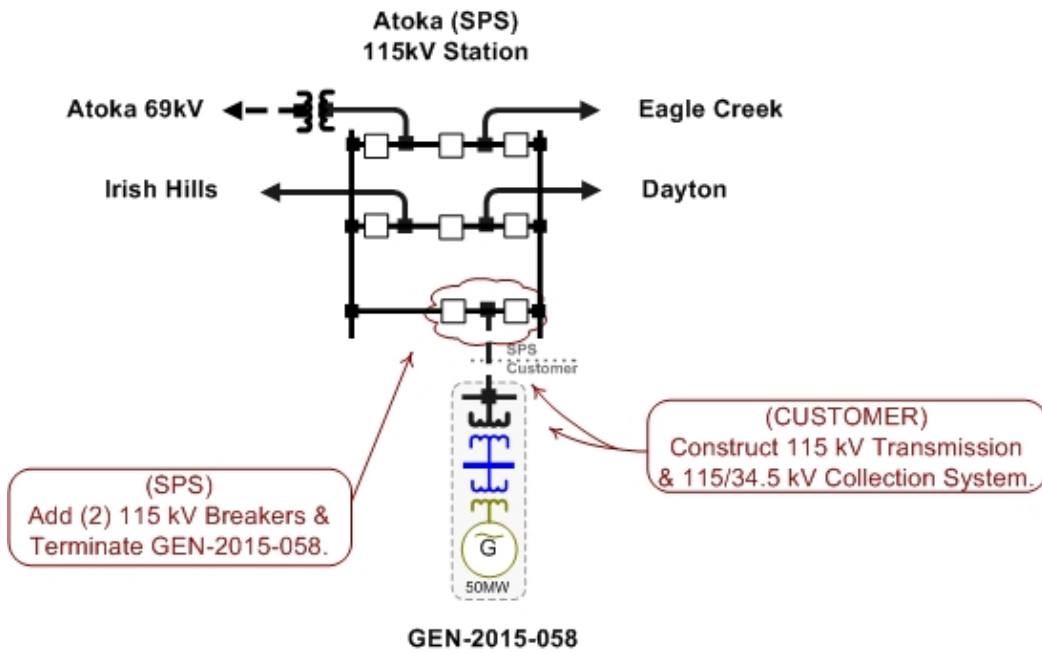 Atoka (SPS)
115kV Station
Atoka 69kV
Eagle Creek
Irish Hills
Dayton
SPS
Customer
(CUSTOMER)
Construct 115 kV Transmission
& 115/34.5 kV Collection System.
(SPS)
Add (2) 115 kV Breakers &
Terminate GEN-2015-058.
G
50MW
GEN-2015-058